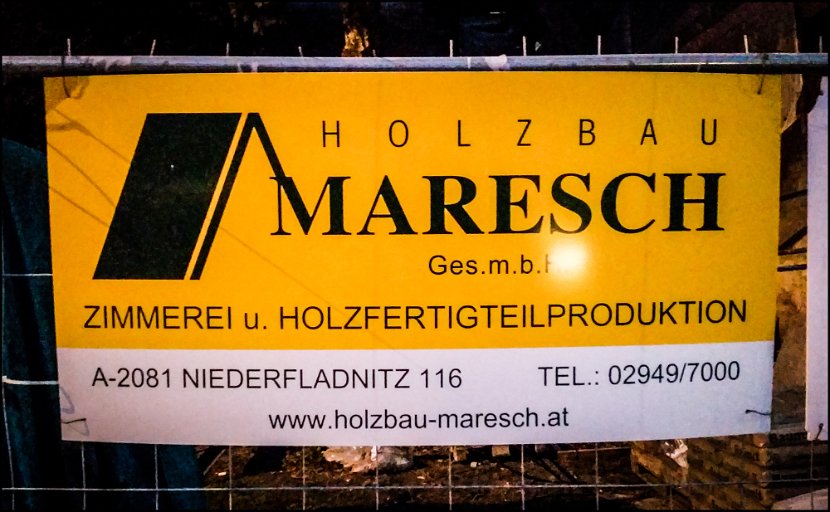 HOLZBAU
MARESCH
Ges.m.b.H
ZIMMEREI u. HOLZFERTIGTEILPRODUKTION
A-2081 NIEDERFLADNITZ 116 TEL.: 02949/7000
www.holzbau-maresch.at